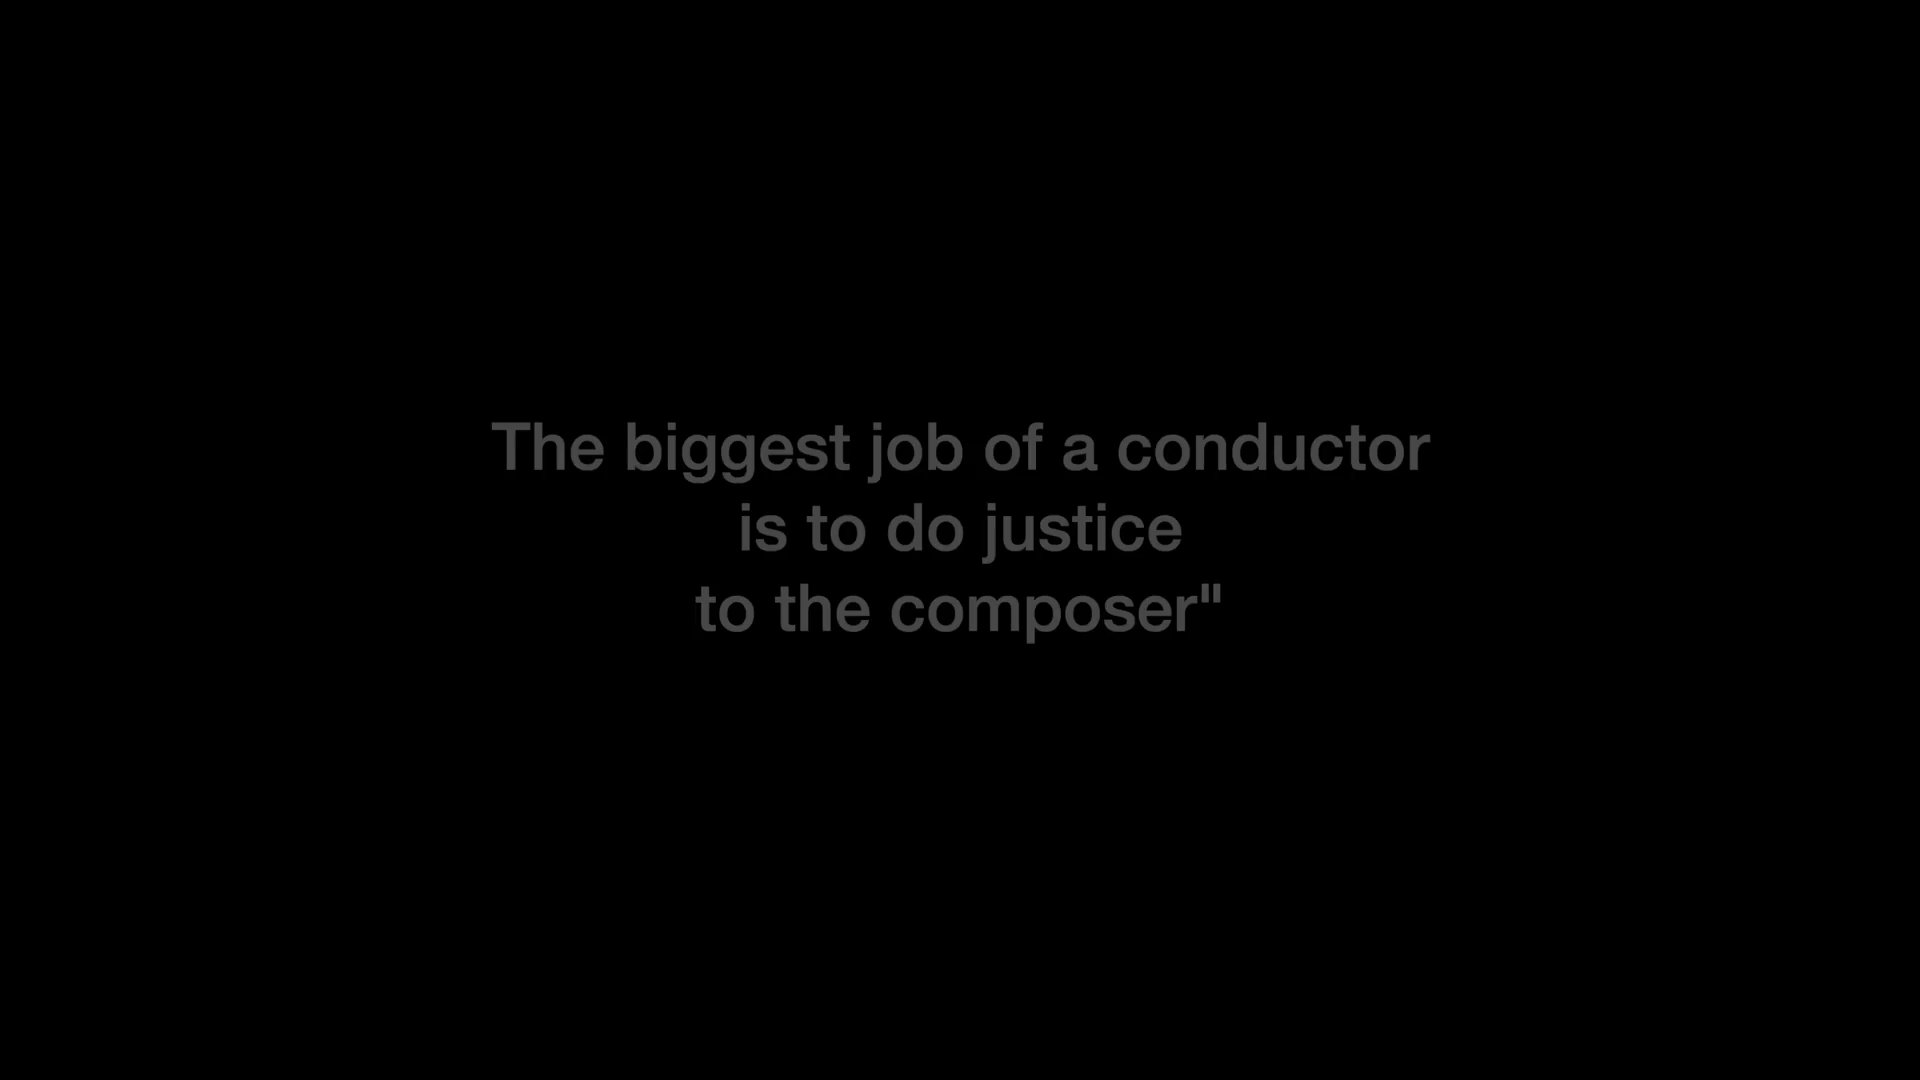 The biggest job of a conductor
is to do justice
to the composer"